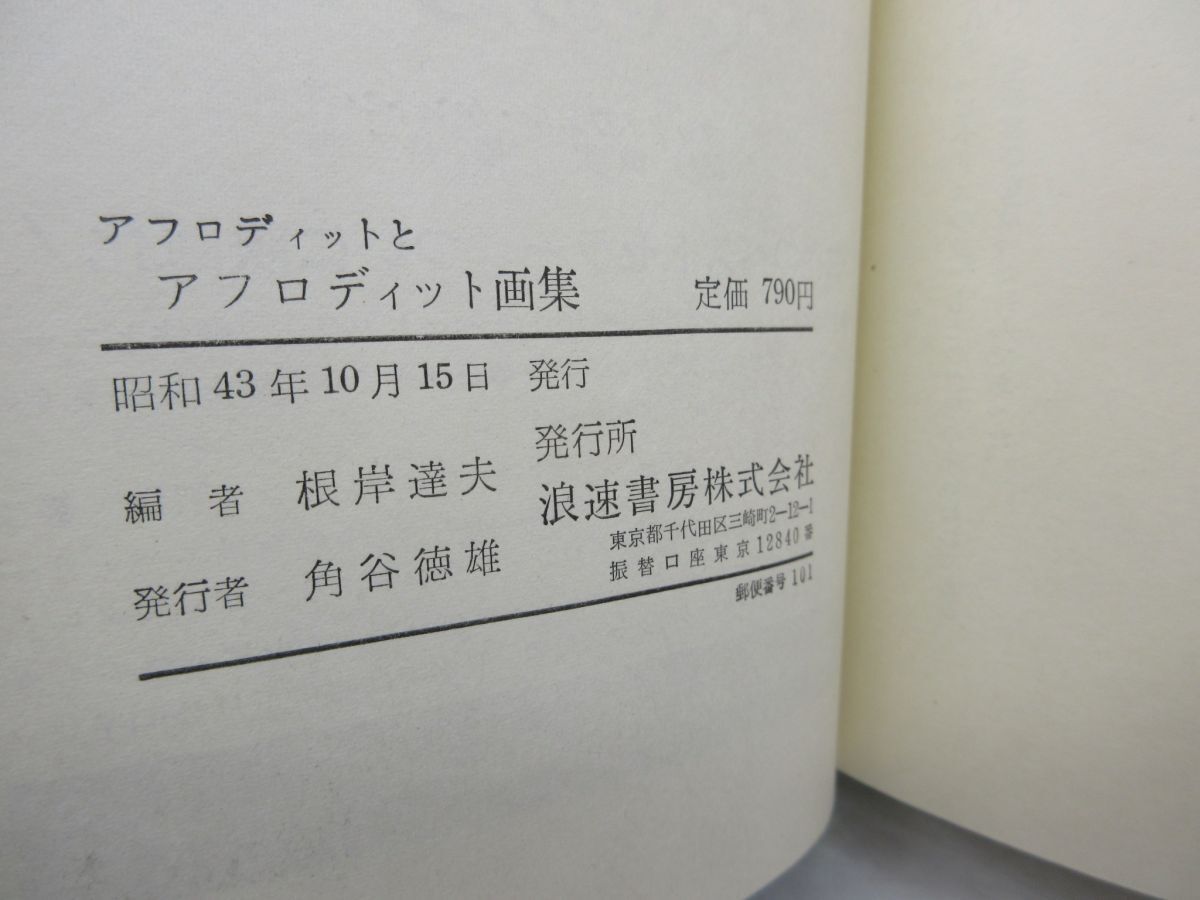 アフロディットと
アフロディット画集
定価 790円
昭和 43 年 10 月 15 日 発行
編者 根岸達夫
発行者 角谷徳雄
発行所
浪速書房株式会社
東京都千代田区三崎町2―12―1
振替口座東京12840番
郵便番号 101